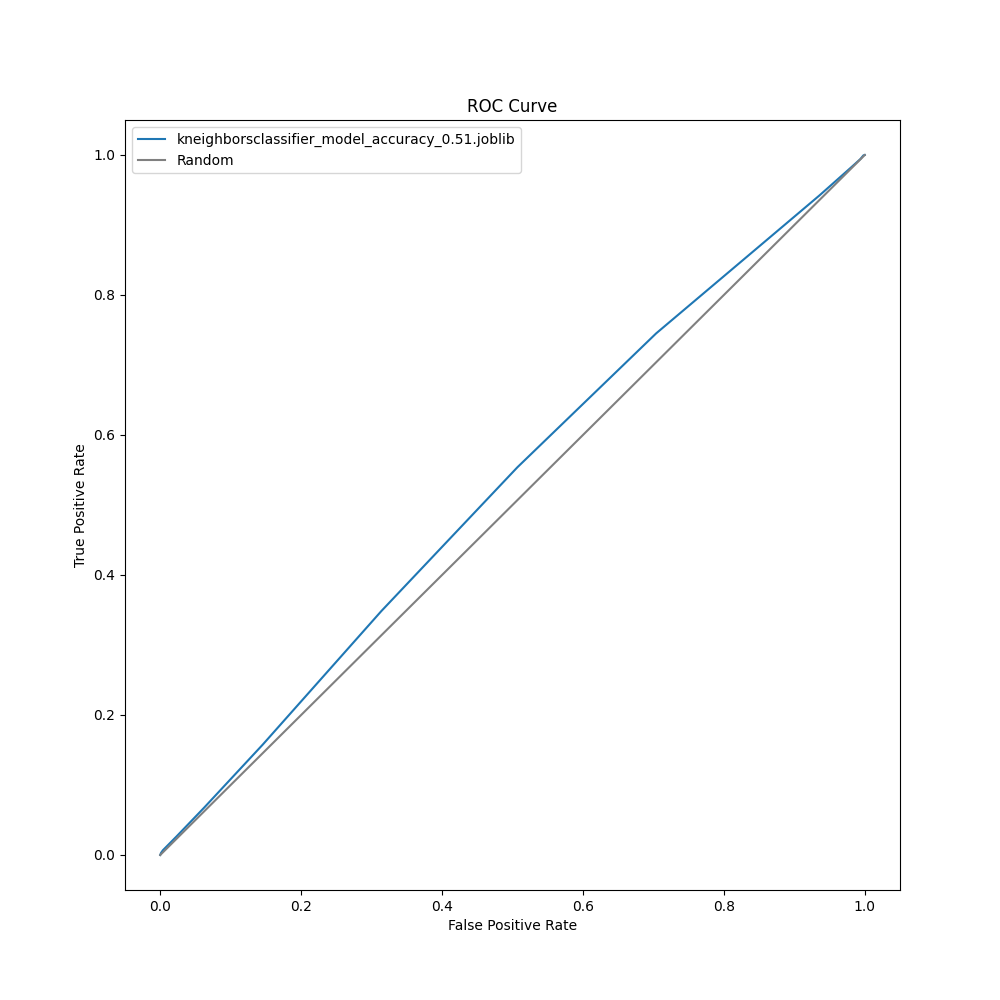 ROC Curve
kneighborsclassifier_model_accuracy_0.51.joblib
Random
1.0
0.8
0.6
0.4
0.2
0.0
True Positive Rate
0.0 0.2 0.4 0.6 0.8 1.0
False Positive Rate